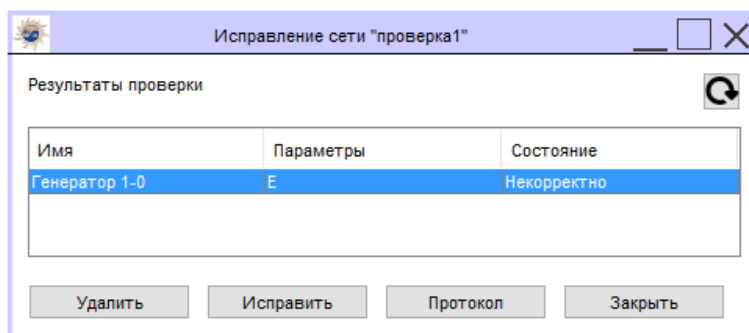 Исправление сети "проверка1"
Результаты проверки
Имя Параметры Состояние
Генератор 1-0 E Некорректно
Удалить Исправить Протокол Закрыть